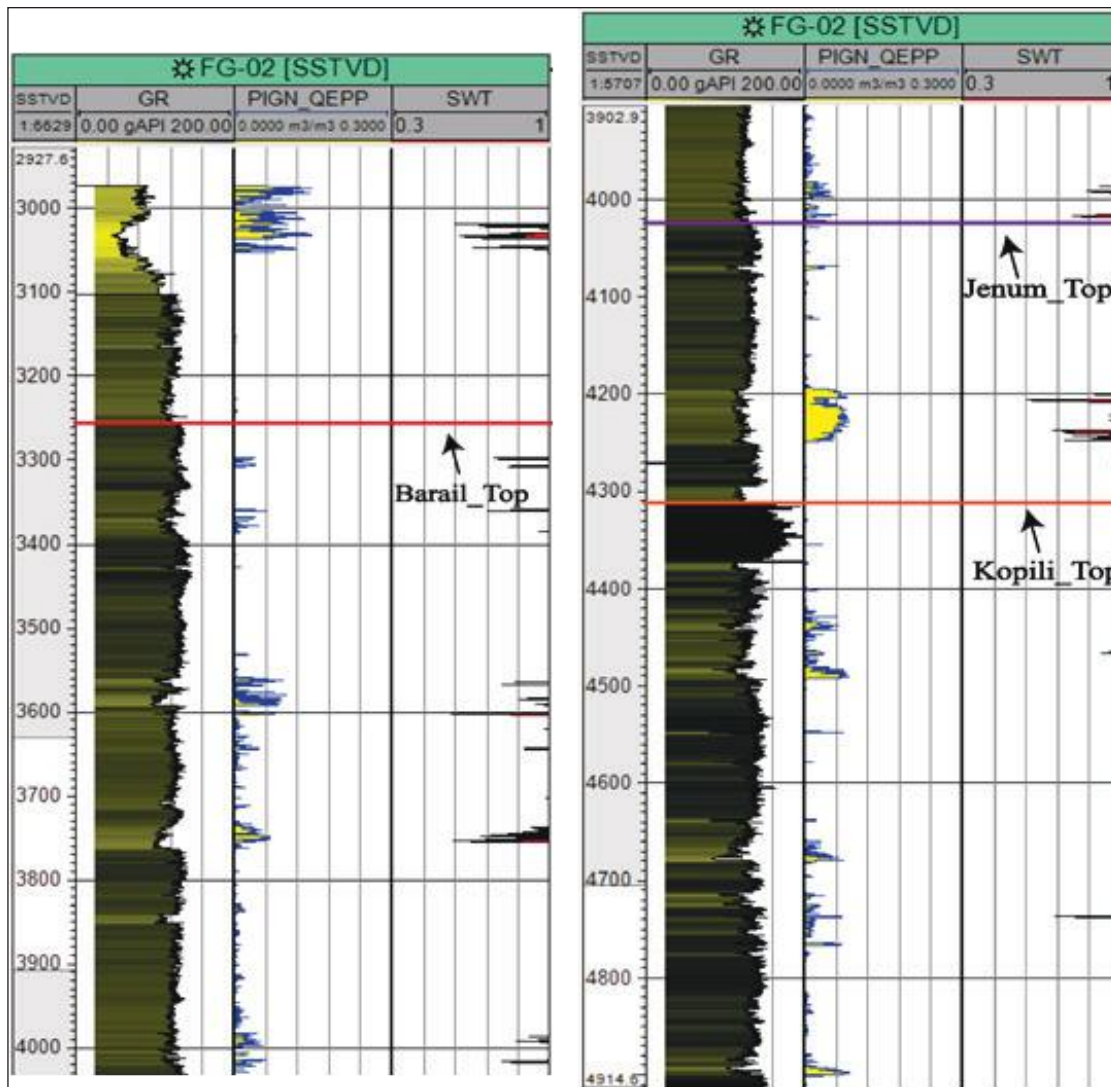 FG-02 [SSTVD]
SSTVD GR PIGN_QEPP SWT
1:6629 0.00 gAPI 200.00 0.0000 m3/m3 0.3000 0.3 1
2927.6
3000
3100
3200
Barail_Top
3300
3400
3500
3600
3700
3800
3900
4000
FG-02 [SSTVD]
SSTVD GR PIGN_QEPP SWT
1:5707 0.00 gAPI 200.00 0.0000 m3/m3 0.3000 0.3 1
3902.9
4000
Jenum_Top
4100
4200
4300
Kopili_Top
4400
4500
4600
4700
4800
4914.6